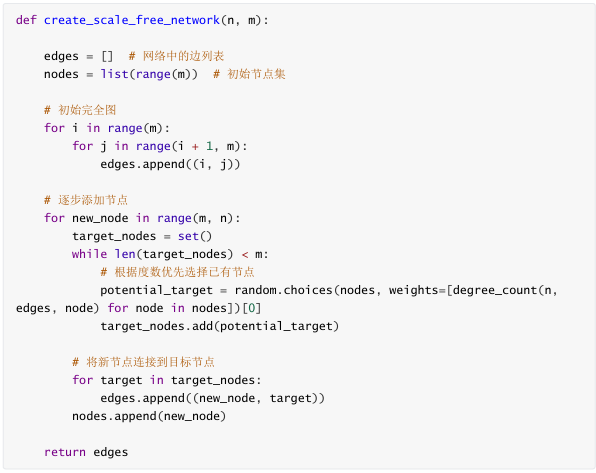 def create_scale_free_network(n, m):
    edges = []  # 网络中的边列表
    nodes = list(range(m))  # 初始节点集
    # 初始完全图
    for i in range(m):
        for j in range(i + 1, m):
            edges.append((i, j))
    # 逐步添加节点
    for new_node in range(m, n):
        target_nodes = set()
        while len(target_nodes) < m:
            # 根据度数优先选择已有节点
            potential_target = random.choices(nodes, weights=[degree_count(n,
edges, node) for node in nodes])[0]
            target_nodes.add(potential_target)
        # 将新节点连接到目标节点
        for target in target_nodes:
            edges.append((new_node, target))
        nodes.append(new_node)
    return edges